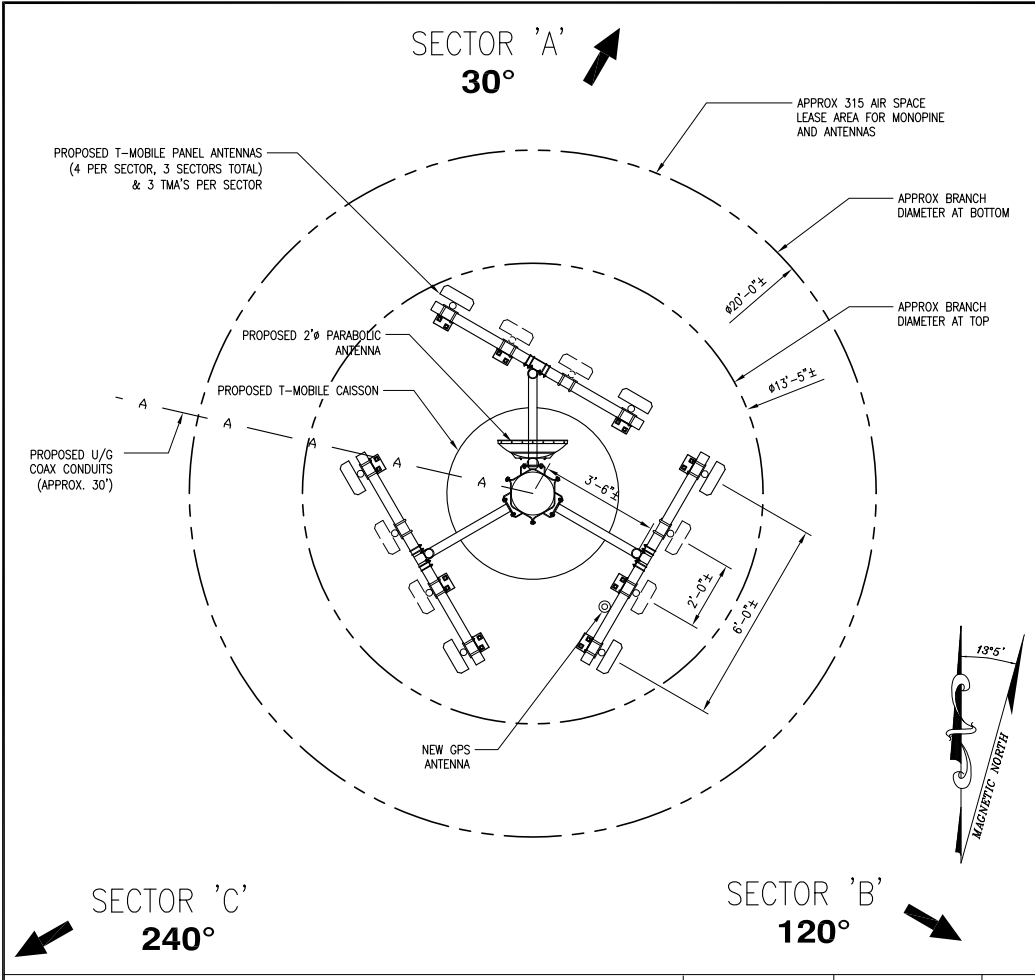 SECTOR 'A'
30°
APPROX 315 AIR SPACE
LEASE AREA FOR MONOPINE
AND ANTENNAS
PROPOSED T-MOBILE PANEL ANTENNAS
(4 PER SECTOR, 3 SECTORS TOTAL)
& 3 TMA'S PER SECTOR
APPROX BRANCH
DIAMETER AT BOTTOM
ø20'-0"±
APPROX BRANCH
DIAMETER AT TOP
ø13'-5"±
PROPOSED 2'ø PARABOLIC
ANTENNA
PROPOSED T-MOBILE CAISSON
A
A
A
A
A
PROPOSED U/G
COAX CONDUITS
(APPROX. 30')
3'-6"±
2'-0"±
6'-0"±
NEW GPS
ANTENNA
13°5'
MAGNETIC NORTH
SECTOR 'C'
240°
SECTOR 'B'
120°